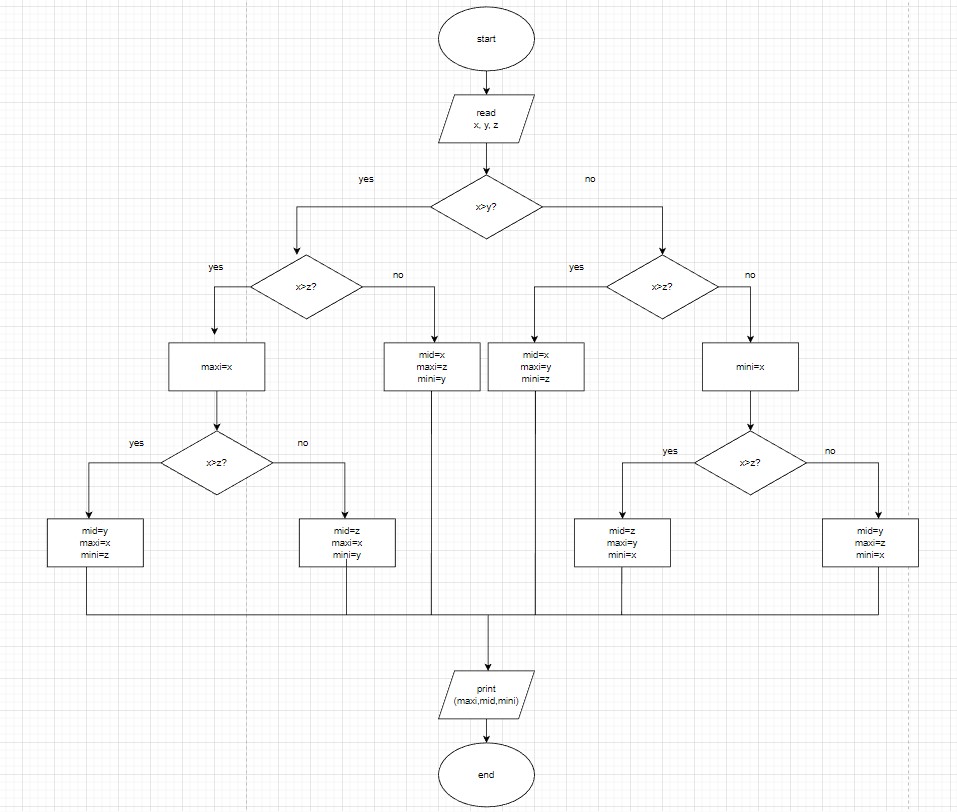 start
read
x, y, z
yes
no
x>y?
yes
no
yes
no
x>z?
x>z?
maxi=x
mid=x
maxi=z
mini=y
mid=x
maxi=y
mini=z
mini=x
yes
no
yes
no
x>z?
x>z?
mid=y
maxi=x
mini=z
mid=z
maxi=x
mini=y
mid=z
maxi=y
mini=x
mid=y
maxi=z
mini=x
print
(maxi,mid,mini)
end